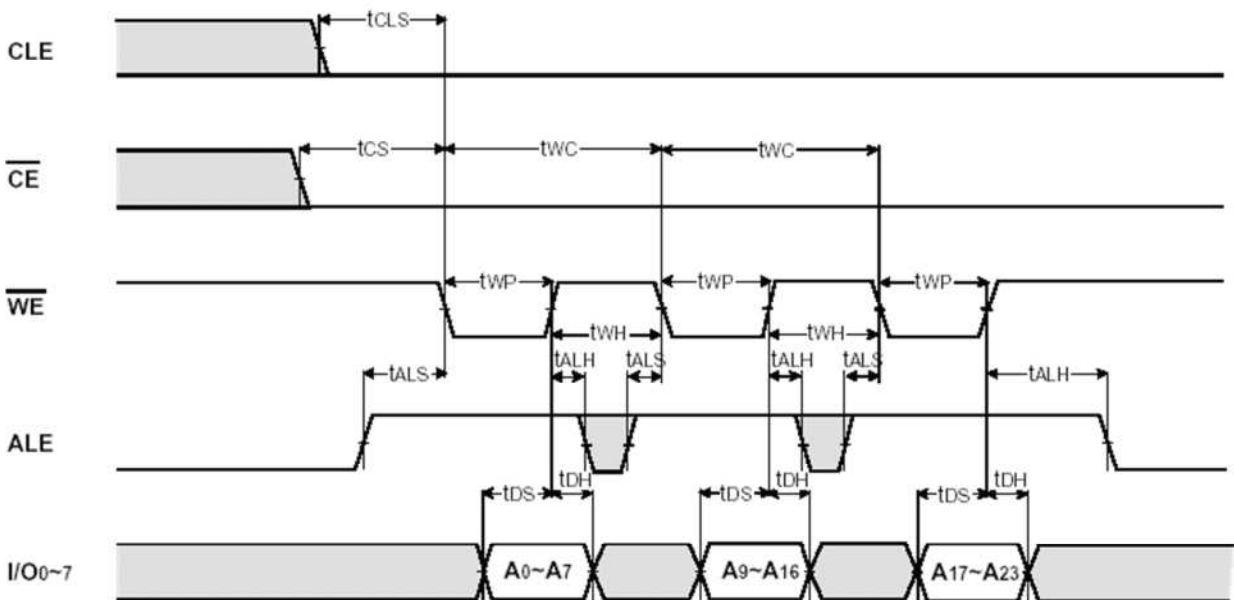 tCLS
CLE
tCS tWC tWC
CE
tWP tWP tWP
WE
tWH tWH
tALS tALH tALS tALH tALS tALH
ALE
tDS tDH tDS tDH tDS tDH
I/O0~7 A0~A7 A9~A16 A17~A23